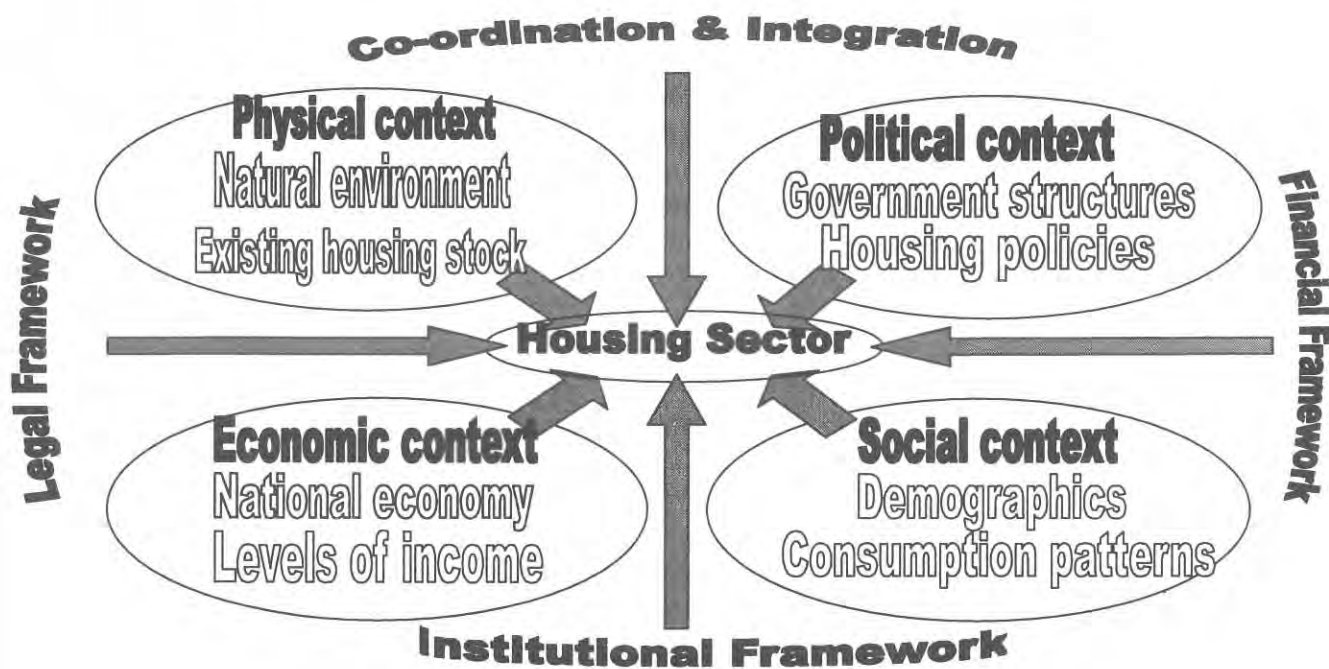 Co-ordination & Integration
Physical context
Natural environment
Existing housing stock
Political context
Government structures
Housing policies
Legal Framework
Financial Framework
Housing Sector
Economic context
National economy
Levels of income
Social context
Demographics
Consumption patterns
Institutional Framework